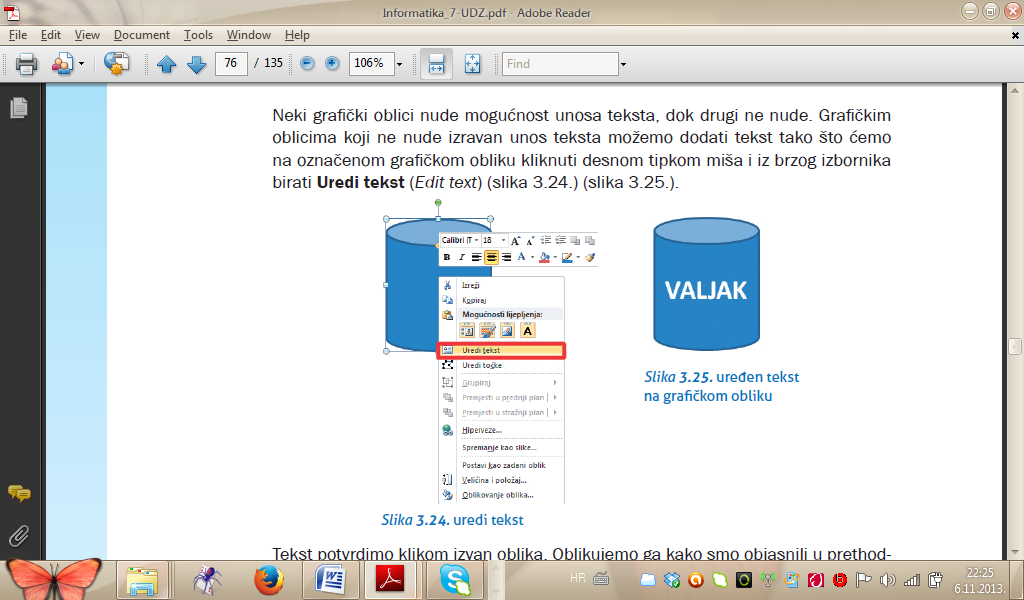 Informatika_7-UDZ.pdf - Adobe Reader
File Edit View Document Tools Window Help
76 / 135 106% Find
Neki grafički oblici nude mogućnost unosa teksta, dok drugi ne nude. Grafičkim
oblicima koji ne nude izravan unos teksta možemo dodati tekst tako što ćemo
na označenom grafičkom obliku kliknuti desnom tipkom miša i iz brzog izbornika
birati Uredi tekst (Edit text) (slika 3.24.) (slika 3.25.).
Calibri (T 18 A A
B I A
Izreži
Kopiraj
Mogućnosti lijepljenja:
A
Uredi tekst
Uredi točke
Grupiraj
Premjesti u prednji plan
Premjesti u stražnji plan
Hiperveze...
Spremanje kao slike...
Postavi kao zadani oblik
Veličina i položaj...
Oblikovanje oblika...
Slika 3.24. uredi tekst
VALJAK
Slika 3.25. uređen tekst
na grafičkom obliku
Tekst potvrdimo klikom izvan oblika. Oblikujemo ga kako smo objasnili u prethod-
HR
22:25
6.11.2013.